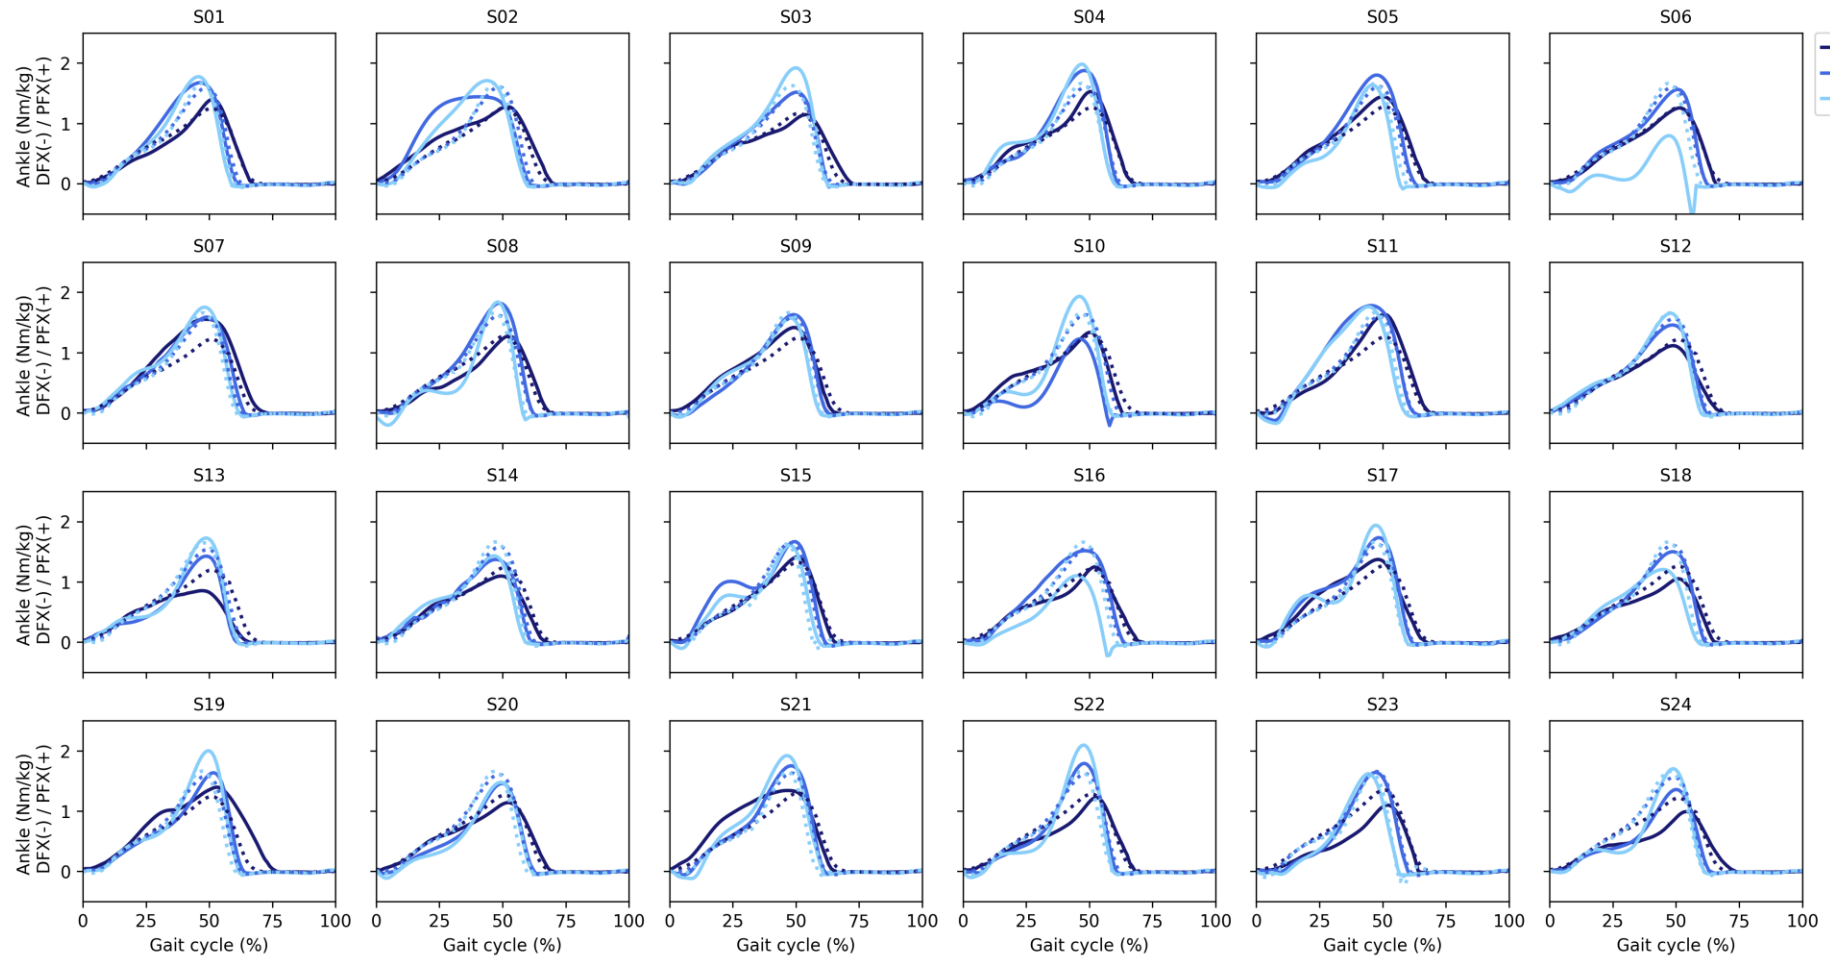 S01 S02 S03 S04 S05 S06
Ankle (Nm/kg)
DFX(-) / PFX(+)
2
1
0
S07 S08 S09 S10 S11 S12
Ankle (Nm/kg)
DFX(-) / PFX(+)
2
1
0
S13 S14 S15 S16 S17 S18
Ankle (Nm/kg)
DFX(-) / PFX(+)
2
1
0
S19 S20 S21 S22 S23 S24
Ankle (Nm/kg)
DFX(-) / PFX(+)
2
1
0
0 25 50 75 100 0 25 50 75 100 0 25 50 75 100 0 25 50 75 100 0 25 50 75 100 0 25 50 75 100
Gait cycle (%) Gait cycle (%) Gait cycle (%) Gait cycle (%) Gait cycle (%) Gait cycle (%)